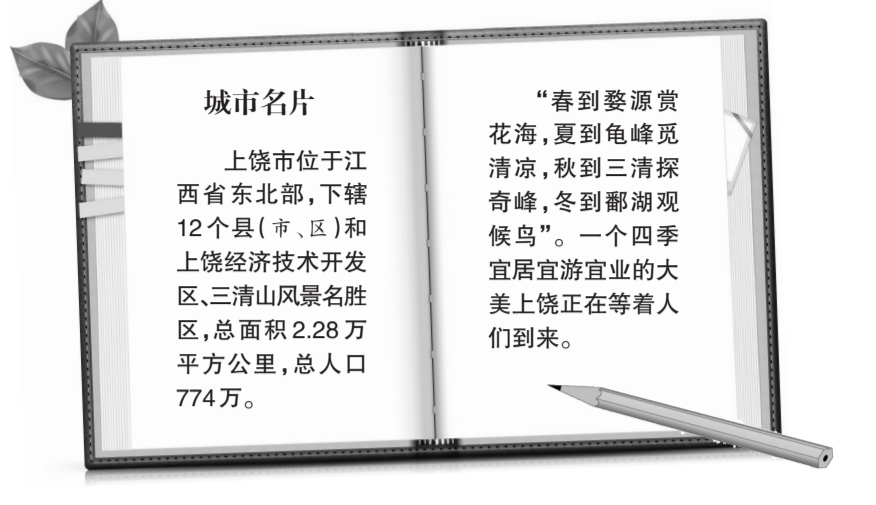 城市名片
上饶市位于江
西省东北部,下辖
12个县(市、区)和
上饶经济技术开发
区、三清山风景名胜
区,总面积2.28万
平方公里,总人口
774万。
“春到婺源赏
花海,夏到龟峰觅
清凉,秋到三清探
奇峰,冬到鄱湖观
候鸟”。一个四季
宜居宜游宜业的大
美上饶正在等着人
们到来。